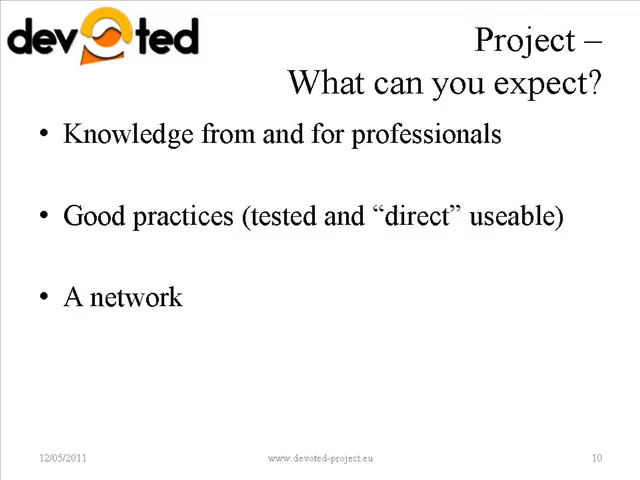 devoted
Project –
What can you expect?
• Knowledge from and for professionals
• Good practices (tested and “direct” useable)
• A network
12/05/2011
www.devoted-project.eu
10